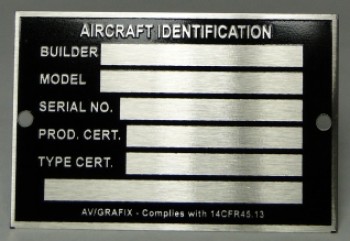 AIRCRAFT IDENTIFICATION
BUILDER
MODEL
SERIAL NO.
PROD. CERT.
TYPE CERT.
AV/GRAFIX - Complies with 14CFR45.13